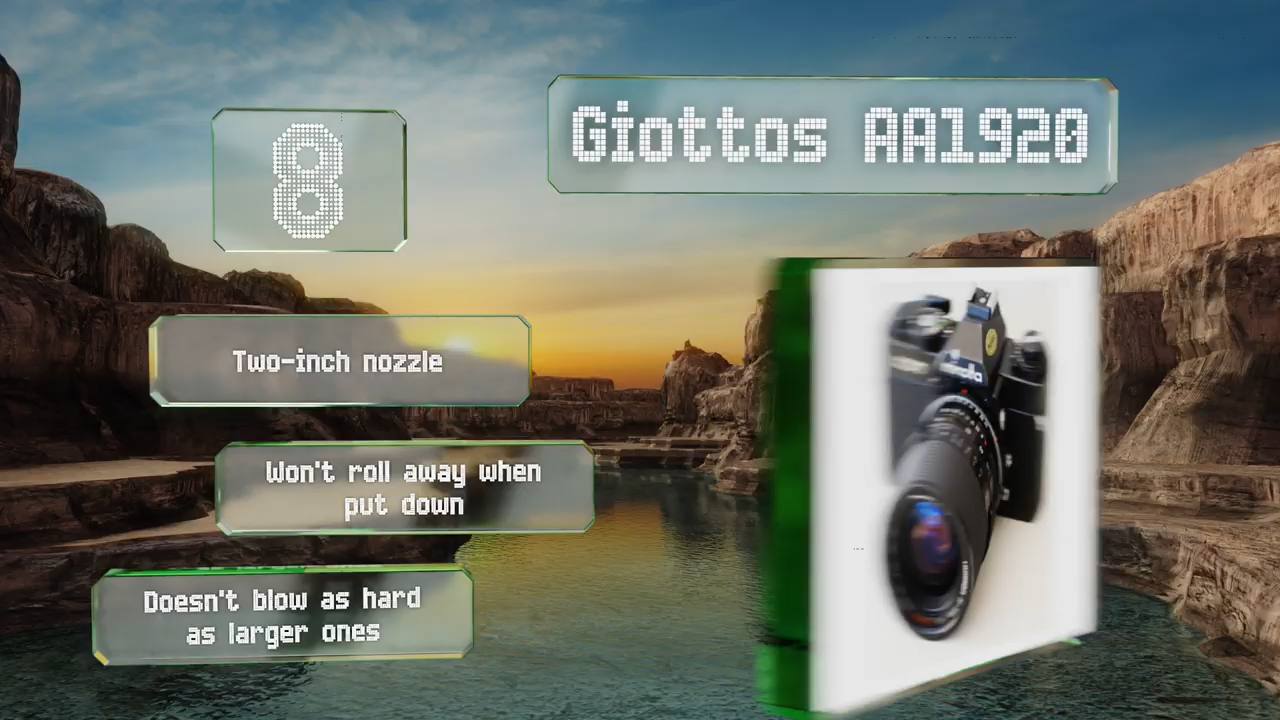 8
Giottos AA1920
Two-inch nozzle
Won't roll away when
put down
Doesn't blow as hard
as larger ones